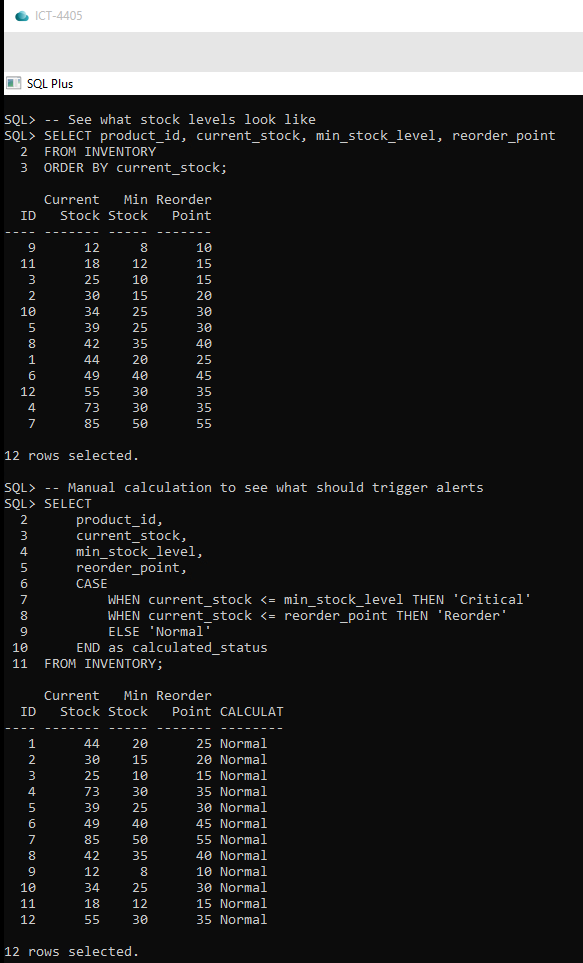 ICT-4405
SQL Plus
SQL> -- See what stock levels look like
SQL> SELECT product_id, current_stock, min_stock_level, reorder_point
  2  FROM INVENTORY
  3  ORDER BY current_stock;
     Current   Min Reorder
  ID   Stock Stock   Point
---- ------- ----- -------
   9      12     8      10
  11      18    12      15
   3      25    10      15
   2      30    15      20
  10      34    25      30
   5      39    25      30
   8      42    35      40
   1      44    20      25
   6      49    40      45
  12      55    30      35
   4      73    30      35
   7      85    50      55
12 rows selected.
SQL> -- Manual calculation to see what should trigger alerts
SQL> SELECT
  2      product_id,
  3      current_stock,
  4      min_stock_level,
  5      reorder_point,
  6      CASE
  7          WHEN current_stock <= min_stock_level THEN 'Critical'
  8          WHEN current_stock <= reorder_point THEN 'Reorder'
  9          ELSE 'Normal'
 10      END as calculated_status
 11  FROM INVENTORY;
     Current   Min Reorder
  ID   Stock Stock   Point CALCULAT
---- ------- ----- ------- --------
   1      44    20      25 Normal
   2      30    15      20 Normal
   3      25    10      15 Normal
   4      73    30      35 Normal
   5      39    25      30 Normal
   6      49    40      45 Normal
   7      85    50      55 Normal
   8      42    35      40 Normal
   9      12     8      10 Normal
  10      34    25      30 Normal
  11      18    12      15 Normal
  12      55    30      35 Normal
12 rows selected.